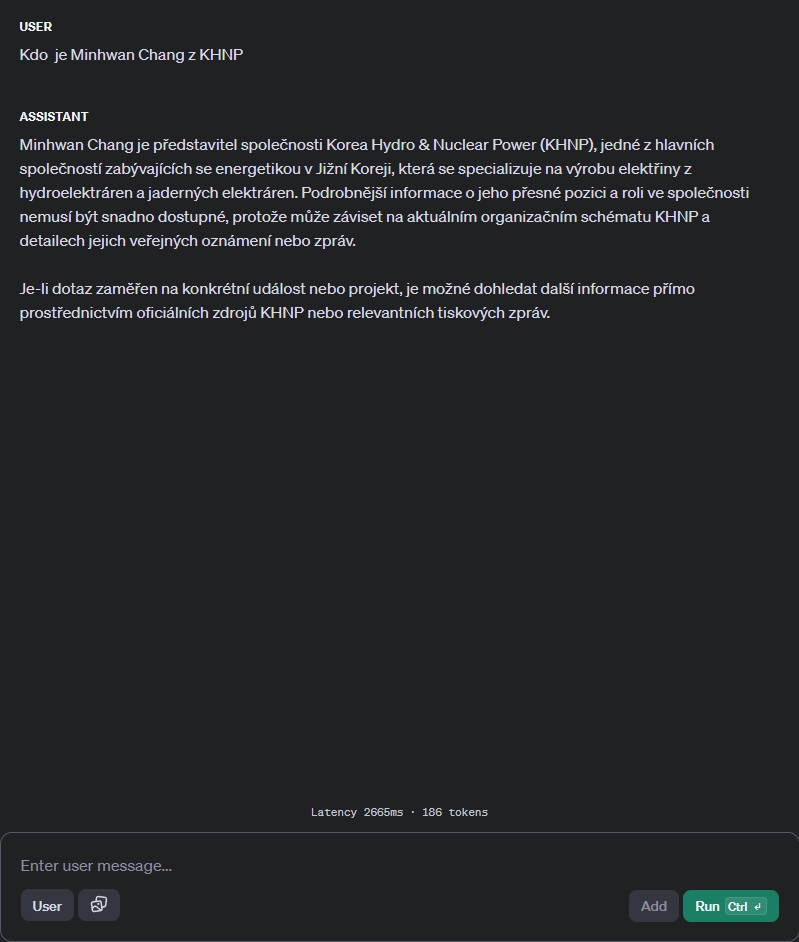 USER
Kdo  je Minhwan Chang z KHNP
ASSISTANT
Minhwan Chang je představitel společnosti Korea Hydro & Nuclear Power (KHNP), jedné z hlavních
společností zabývajících se energetikou v Jižní Koreji, která se specializuje na výrobu elektřiny z
hydroelektráren a jaderných elektráren. Podrobnější informace o jeho přesné pozici a roli ve společnosti
nemusí být snadno dostupné, protože může záviset na aktuálním organizačním schématu KHNP a
detailech jejich veřejných oznámení nebo zpráv.
Je-li dotaz zaměřen na konkrétní událost nebo projekt, je možné dohledat další informace přímo
prostřednictvím oficiálních zdrojů KHNP nebo relevantních tiskových zpráv.
Latency 2665ms · 186 tokens
Enter user message...
User
Add
Run Ctrl ↵